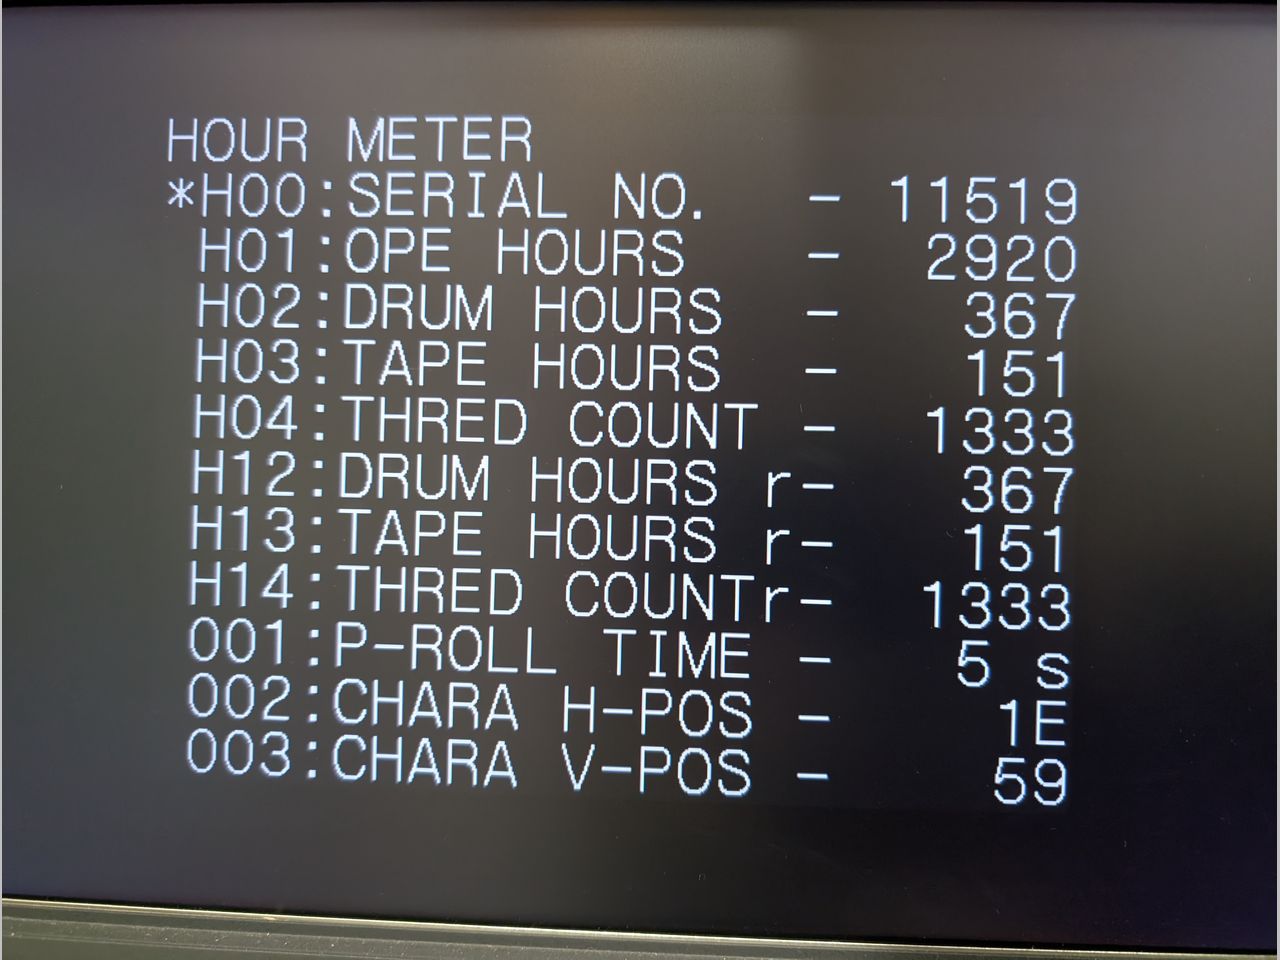 HOUR METER
*H00:SERIAL NO. - 11519
H01:OPE HOURS - 2920
H02:DRUM HOURS - 367
H03:TAPE HOURS - 151
H04:THRED COUNT - 1333
H12:DRUM HOURS r- 367
H13:TAPE HOURS r- 151
H14:THRED COUNTr- 1333
001:P-ROLL TIME - 5 s
002:CHARA H-POS - 1E
003:CHARA V-POS - 59